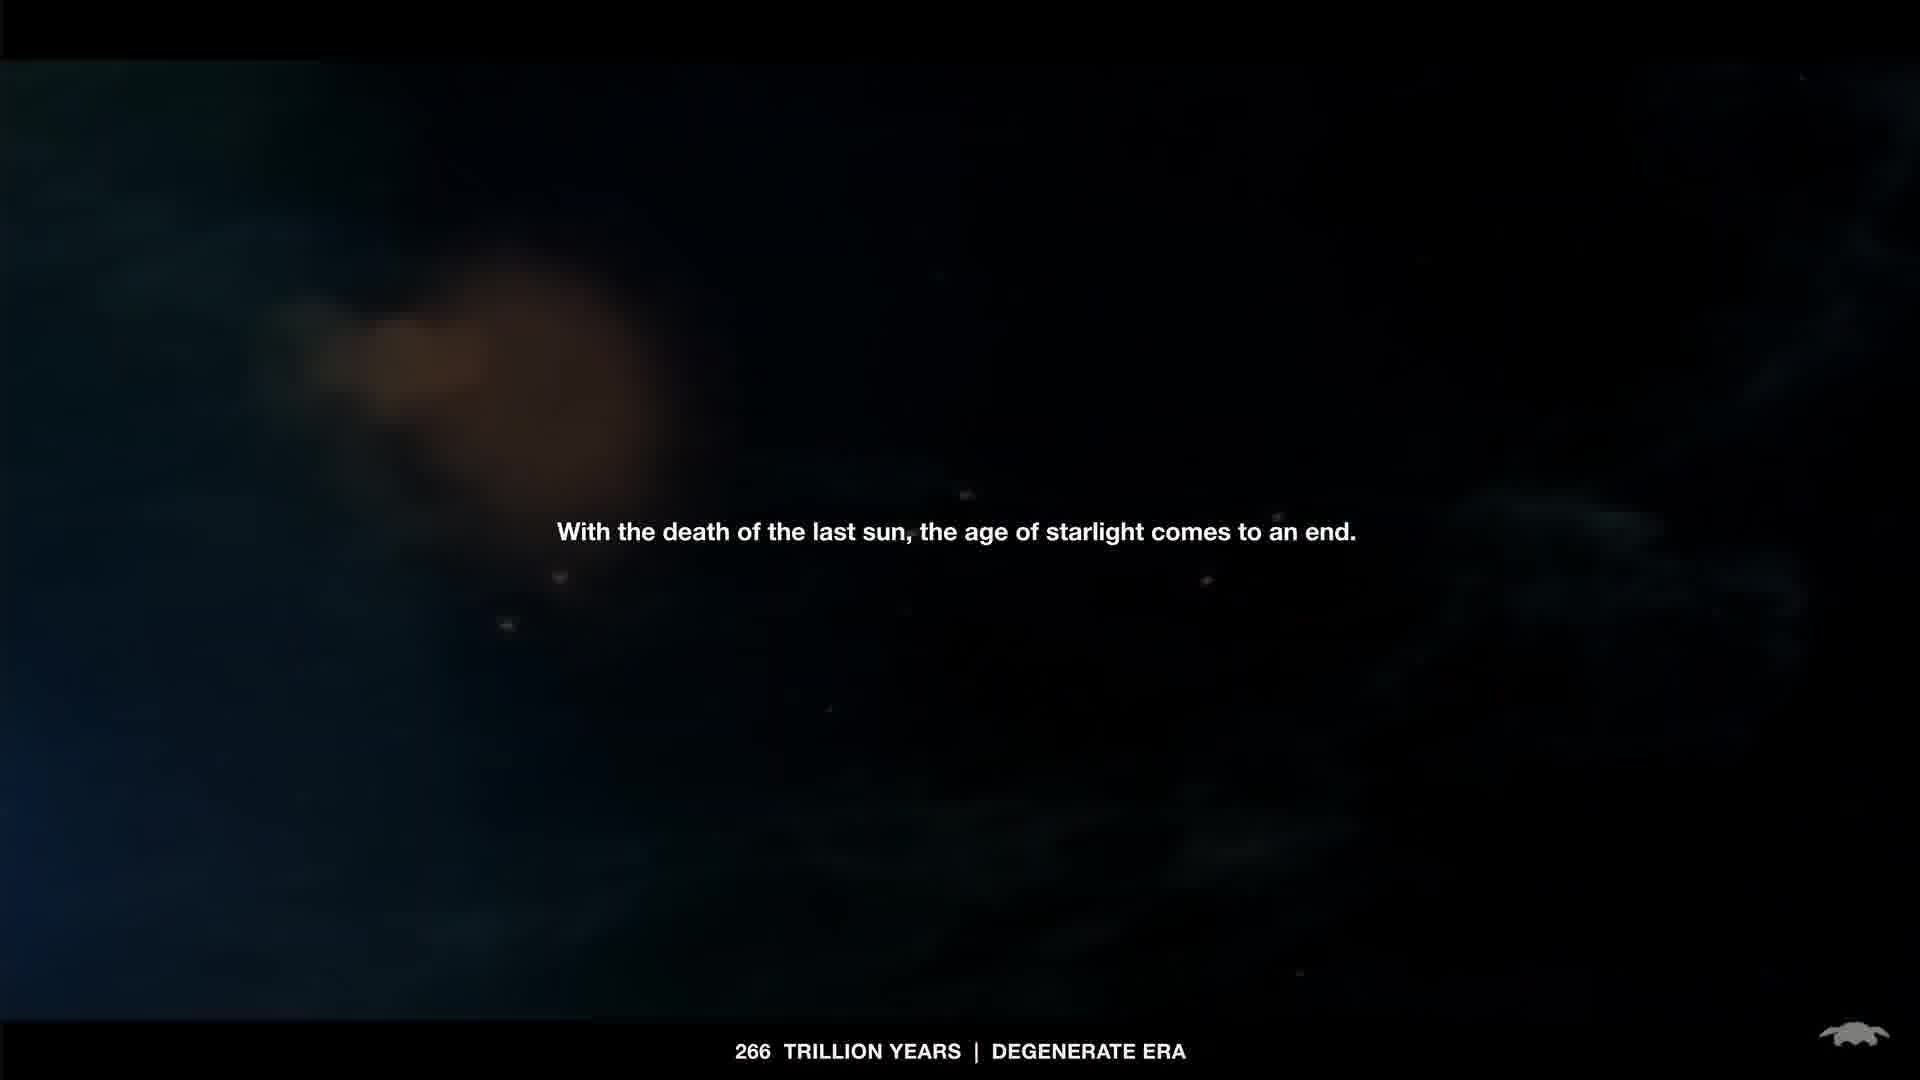 With the death of the last sun, the age of starlight comes to an end.
266 TRILLION YEARS | DEGENERATE ERA